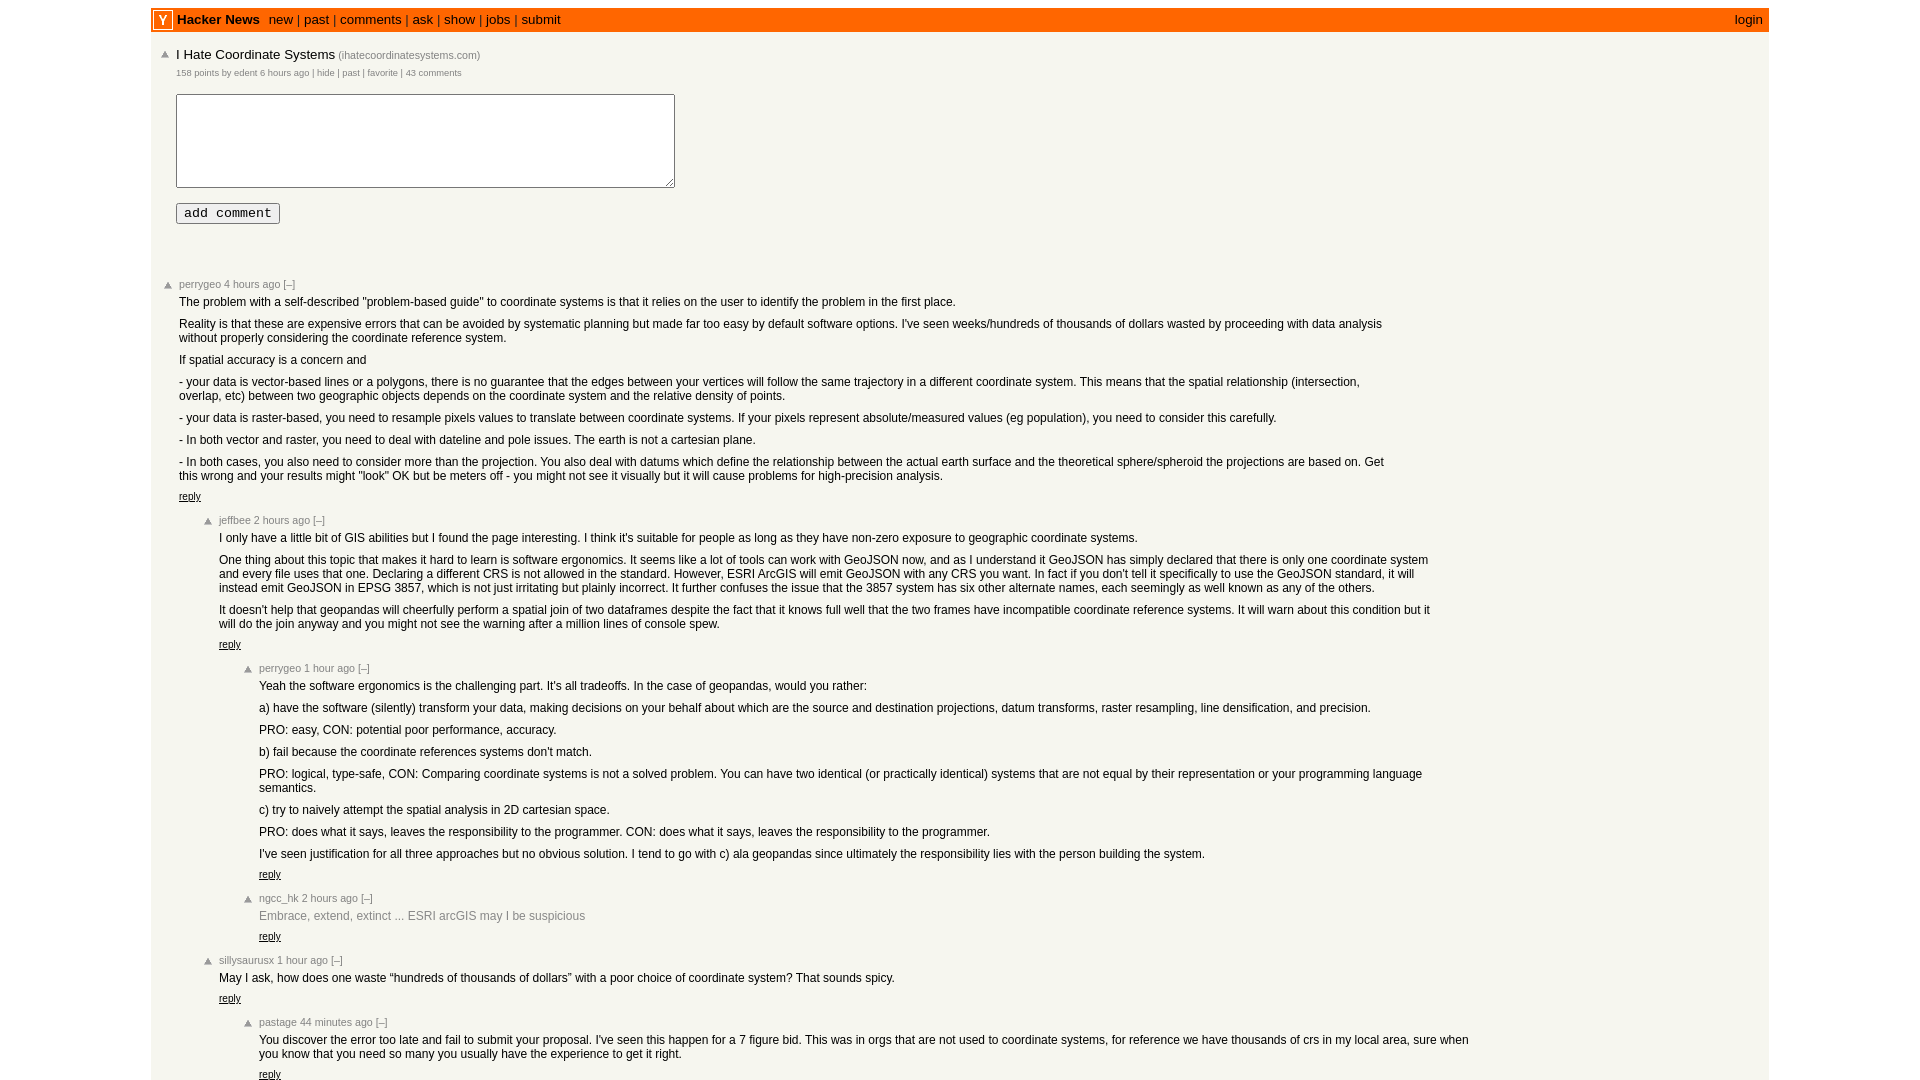 Y Hacker News new | past | comments | ask | show | jobs | submit login
I Hate Coordinate Systems (ihatecoordinatesystems.com)
158 points by edent 6 hours ago | hide | past | favorite | 43 comments
add comment
perrygeo 4 hours ago [–]
The problem with a self-described "problem-based guide" to coordinate systems is that it relies on the user to identify the problem in the first place.
Reality is that these are expensive errors that can be avoided by systematic planning but made far too easy by default software options. I've seen weeks/hundreds of thousands of dollars wasted by proceeding with data analysis
without properly considering the coordinate reference system.
If spatial accuracy is a concern and
- your data is vector-based lines or a polygons, there is no guarantee that the edges between your vertices will follow the same trajectory in a different coordinate system. This means that the spatial relationship (intersection,
overlap, etc) between two geographic objects depends on the coordinate system and the relative density of points.
- your data is raster-based, you need to resample pixels values to translate between coordinate systems. If your pixels represent absolute/measured values (eg population), you need to consider this carefully.
- In both vector and raster, you need to deal with dateline and pole issues. The earth is not a cartesian plane.
- In both cases, you also need to consider more than the projection. You also deal with datums which define the relationship between the actual earth surface and the theoretical sphere/spheroid the projections are based on. Get
this wrong and your results might "look" OK but be meters off - you might not see it visually but it will cause problems for high-precision analysis.
reply
jeffbee 2 hours ago [–]
I only have a little bit of GIS abilities but I found the page interesting. I think it's suitable for people as long as they have non-zero exposure to geographic coordinate systems.
One thing about this topic that makes it hard to learn is software ergonomics. It seems like a lot of tools can work with GeoJSON now, and as I understand it GeoJSON has simply declared that there is only one coordinate system
and every file uses that one. Declaring a different CRS is not allowed in the standard. However, ESRI ArcGIS will emit GeoJSON with any CRS you want. In fact if you don't tell it specifically to use the GeoJSON standard, it will
instead emit GeoJSON in EPSG 3857, which is not just irritating but plainly incorrect. It further confuses the issue that the 3857 system has six other alternate names, each seemingly as well known as any of the others.
It doesn't help that geopandas will cheerfully perform a spatial join of two dataframes despite the fact that it knows full well that the two frames have incompatible coordinate reference systems. It will warn about this condition but it
will do the join anyway and you might not see the warning after a million lines of console spew.
reply
perrygeo 1 hour ago [–]
Yeah the software ergonomics is the challenging part. It's all tradeoffs. In the case of geopandas, would you rather:
a) have the software (silently) transform your data, making decisions on your behalf about which are the source and destination projections, datum transforms, raster resampling, line densification, and precision.
PRO: easy, CON: potential poor performance, accuracy.
b) fail because the coordinate references systems don't match.
PRO: logical, type-safe, CON: Comparing coordinate systems is not a solved problem. You can have two identical (or practically identical) systems that are not equal by their representation or your programming language
semantics.
c) try to naively attempt the spatial analysis in 2D cartesian space.
PRO: does what it says, leaves the responsibility to the programmer. CON: does what it says, leaves the responsibility to the programmer.
I've seen justification for all three approaches but no obvious solution. I tend to go with c) ala geopandas since ultimately the responsibility lies with the person building the system.
reply
ngcc_hk 2 hours ago [–]
Embrace, extend, extinct ... ESRI arcGIS may I be suspicious
reply
sillysaurusx 1 hour ago [–]
May I ask, how does one waste “hundreds of thousands of dollars” with a poor choice of coordinate system? That sounds spicy.
reply
pastage 44 minutes ago [–]
You discover the error too late and fail to submit your proposal. I've seen this happen for a 7 figure bid. This was in orgs that are not used to coordinate systems, for reference we have thousands of crs in my local area, sure when
you know that you need so many you usually have the experience to get it right.
reply